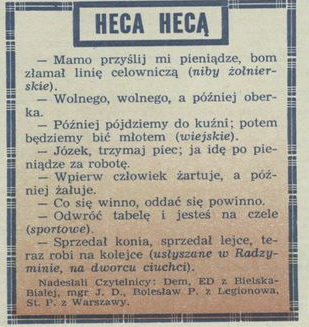 HECA HECĄ
— Mamo przyślij mi pieniądze, bom
złamał linię celowniczą (niby żołnier-
skie).
— Wolnego, wolnego, a później ober-
ka.
— Później pójdziemy do kuźni; potem
będziemy bić młotem (wiejskie).
— Józek, trzymaj piec; ja idę po pie-
niądze za robotę.
— Wpierw człowiek żartuje, a póź-
niej żałuje.
— Co się winno, oddać się powinno.
— Odwróć tabelę i jesteś na czele
(sportowe).
— Sprzedał konia, sprzedał lejce, te-
raz robi na kolejce (usłyszane w Radzy-
minie, na dworcu ciuchci).
Nadesłali Czytelnicy: Dem, ED z Bielska-
Białej, mgr J. D., Bolesław P. z Legionowa,
St. P. z Warszawy.